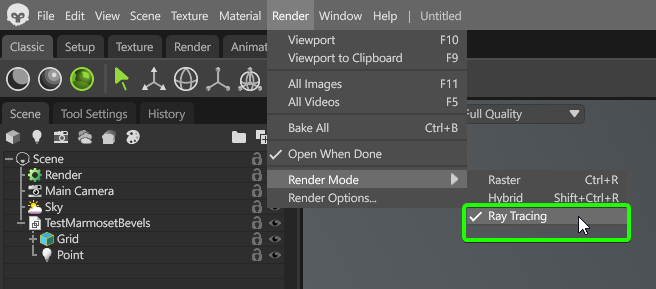 File Edit View Scene Texture Material Render Window Help | Untitled
Classic Setup Texture Render Animat
Viewport F10
Viewport to Clipboard F9
All Images F11
All Videos F5
Bake All Ctrl+B
Open When Done
Render Mode
Render Options...
Full Quality
Raster Ctrl+R
Hybrid Shift+Ctrl+R
Ray Tracing
Scene Tool Settings History
Scene
Render
Main Camera
Sky
TestMarmosetBevels
Grid
Point